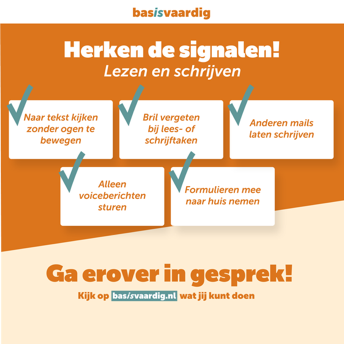 basisvaardig
Herken de signalen!
Lezen en schrijven
Naar tekst kijken
zonder ogen te
bewegen
Bril vergeten
bij lees- of
schrijftaken
Anderen mails
laten schrijven
Alleen
voiceberichten
sturen
Formulieren mee
naar huis nemen
Ga erover in gesprek!
Kijk op basisvaardig.nl wat jij kunt doen